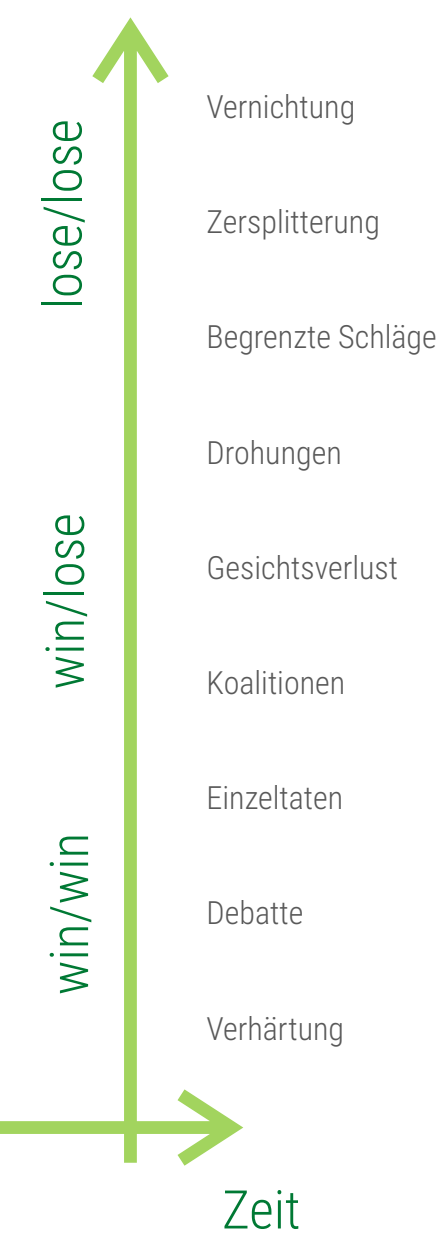 Vernichtung
lose/lose
Zersplitterung
Begrenzte Schläge
Drohungen
win/lose
Gesichtsverlust
Koalitionen
Einzeltaten
win/win
Debatte
Verhärtung
Zeit